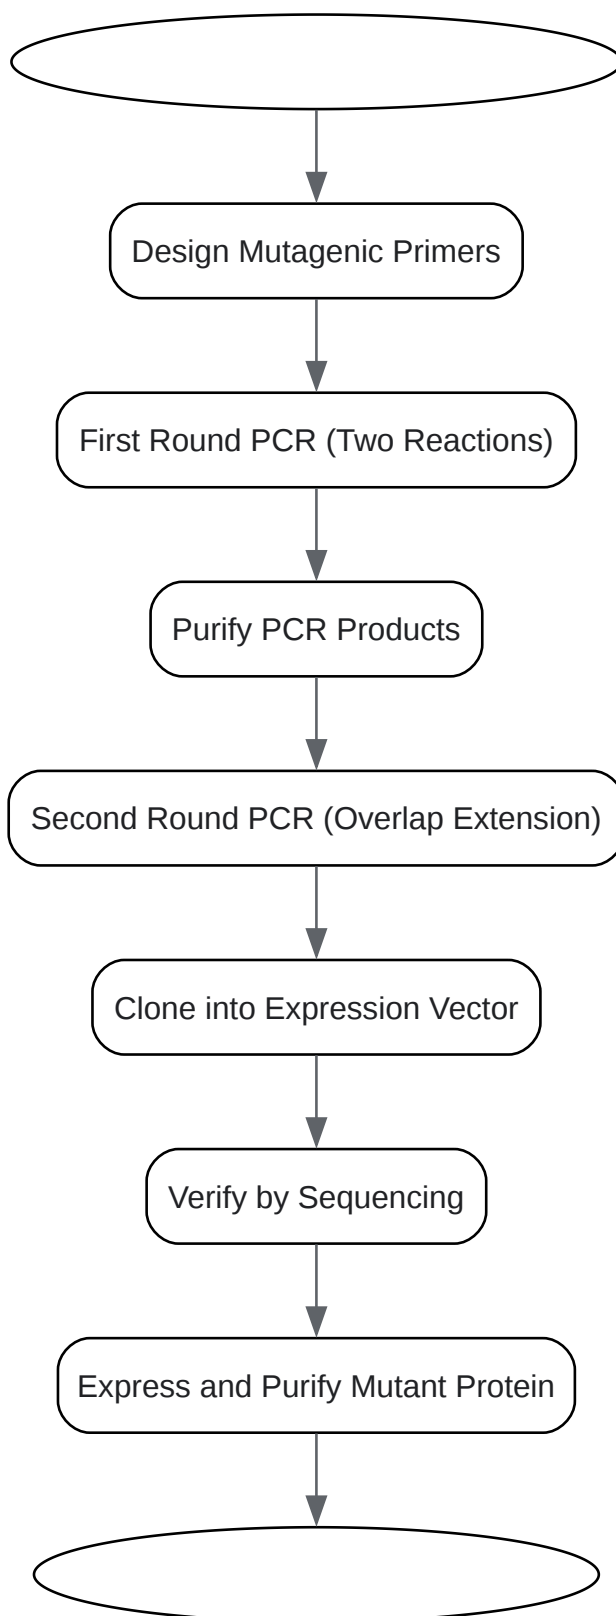 Design Mutagenic Primers
First Round PCR (Two Reactions)
Purify PCR Products
Second Round PCR (Overlap Extension)
Clone into Expression Vector
Verify by Sequencing
Express and Purify Mutant Protein